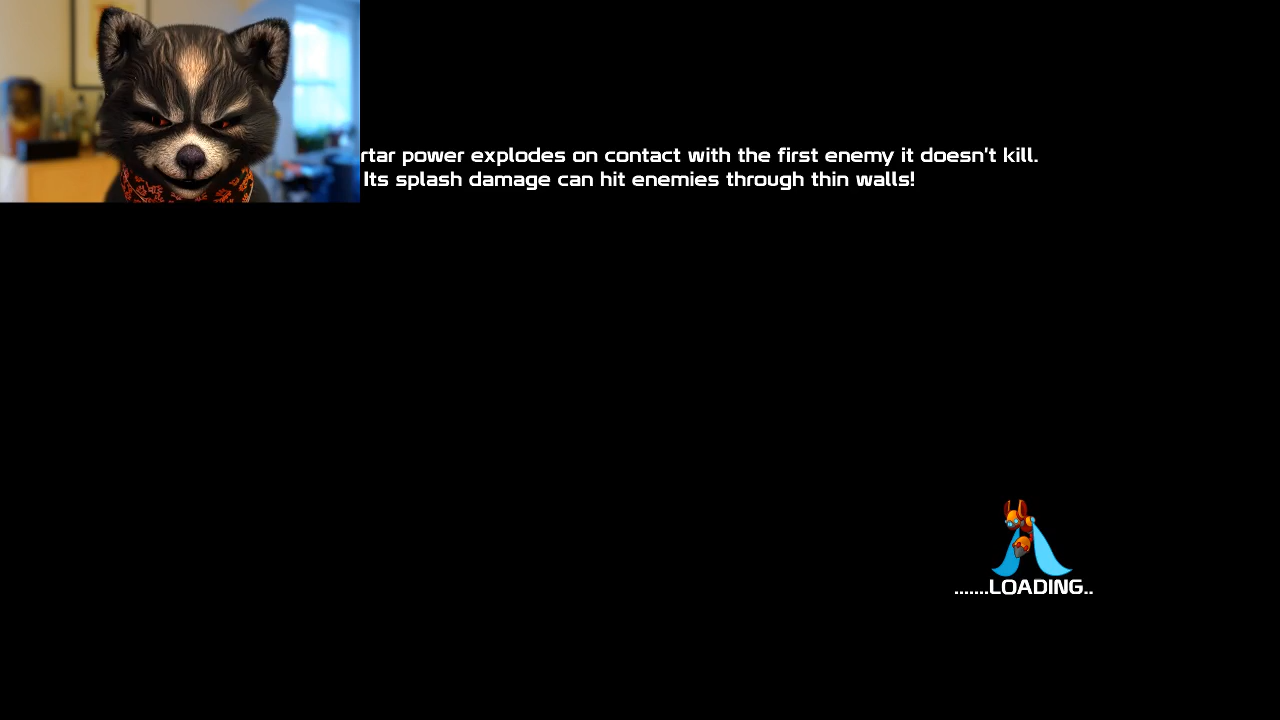 power explodes on contact with the first enemy it doesn't kill.
Its splash damage can hit enemies through thin walls!
.......LOADING..